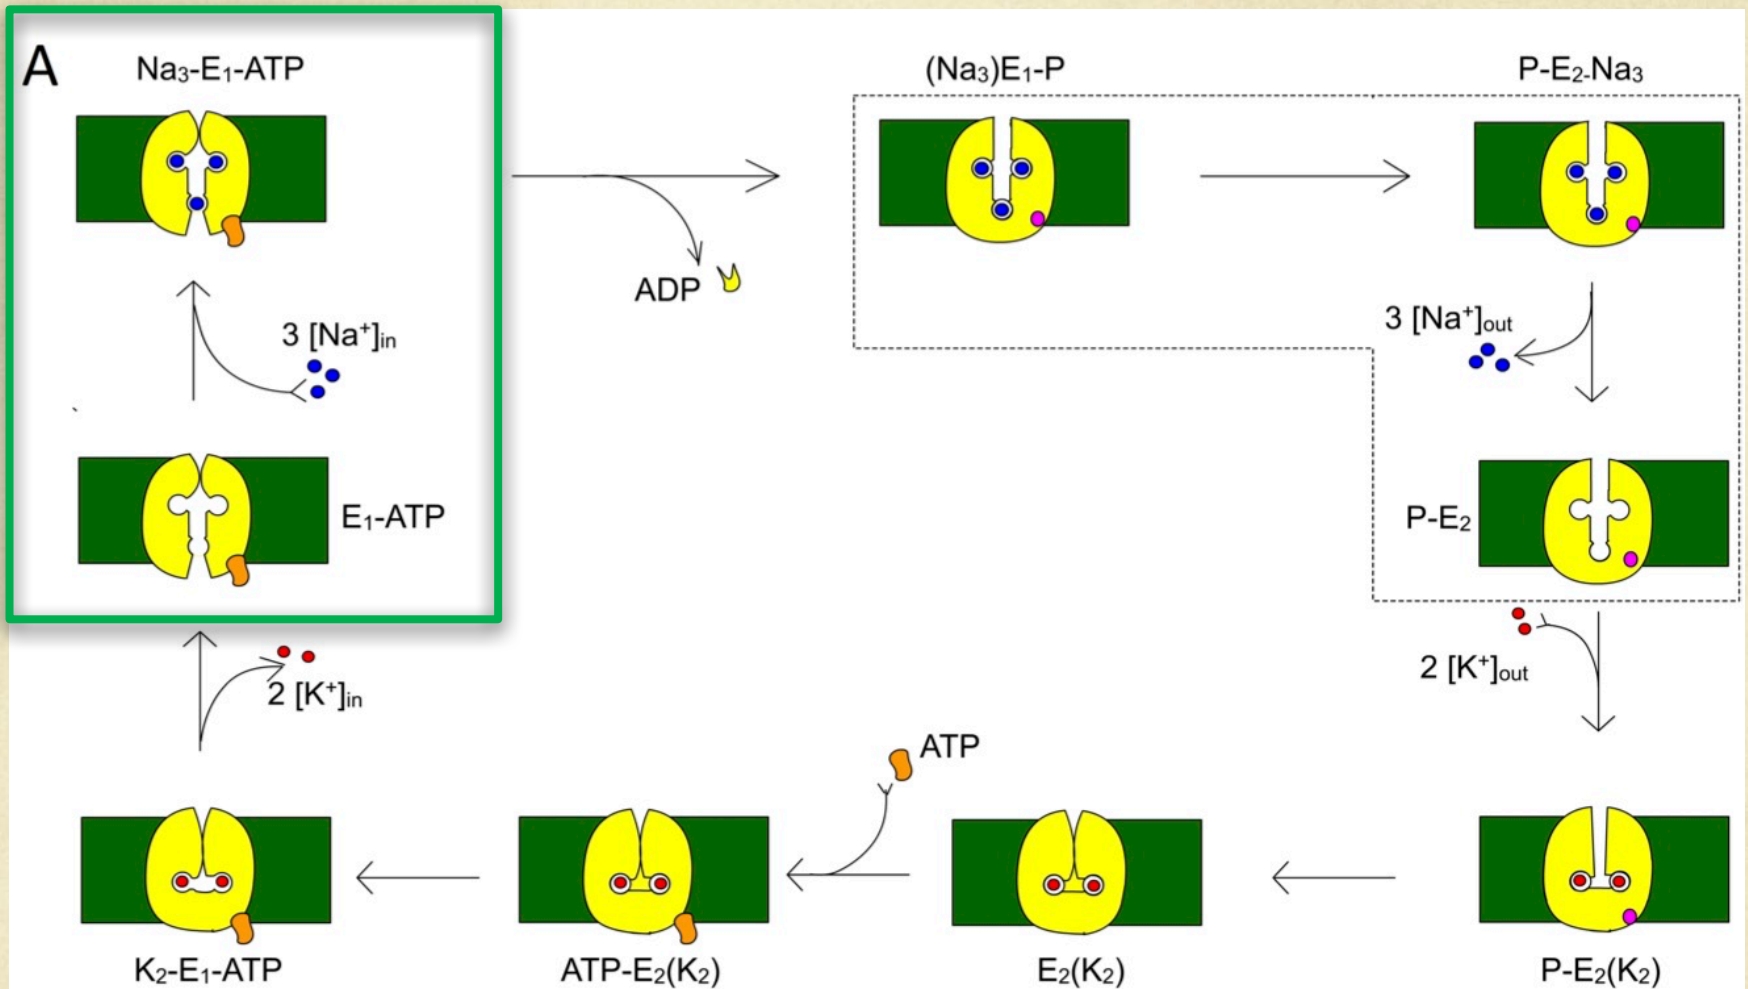 A
Na₃-E₁-ATP
(Na₃)E₁-P
P-E₂-Na₃
ADP
3 [Na⁺]in
3 [Na⁺]out
E₁-ATP
P-E₂
2 [K⁺]in
2 [K⁺]out
ATP
K₂-E₁-ATP
ATP-E₂(K₂)
E₂(K₂)
P-E₂(K₂)